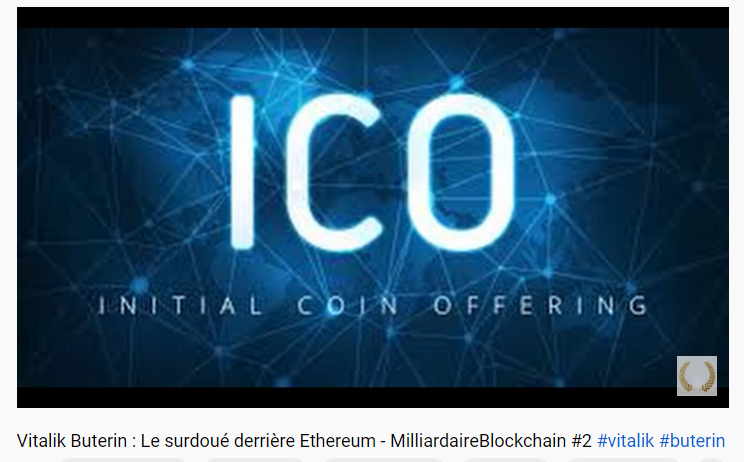 ICO
INITIAL COIN OFFERING
Vitalik Buterin : Le surdoué derrière Ethereum - MilliardaireBlockchain #2 #vitalik #buterin